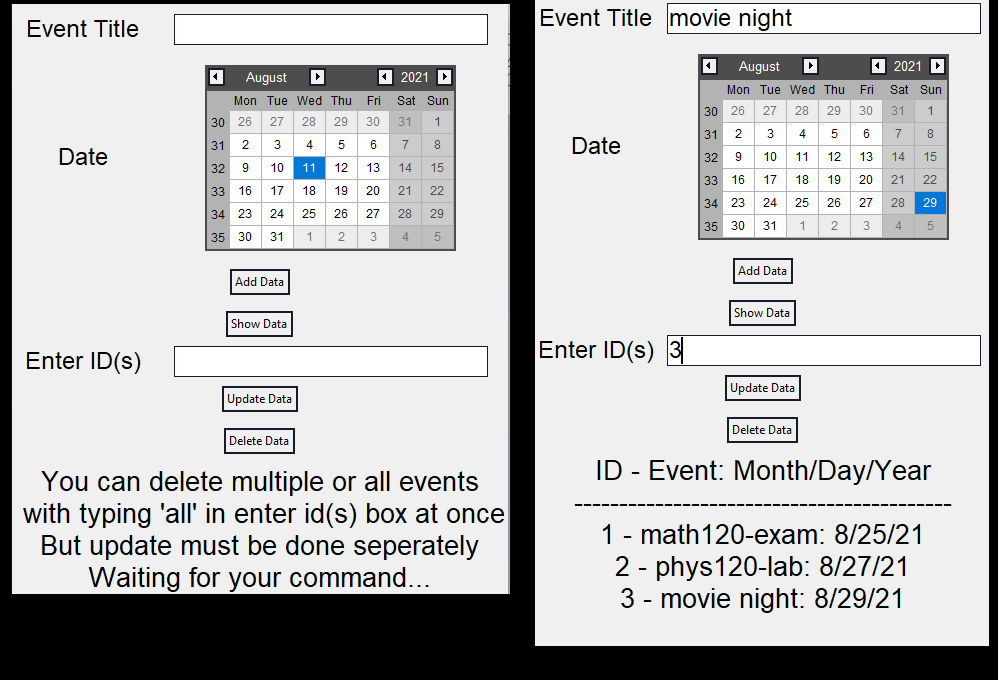 Event Title
August 2021
Mon Tue Wed Thu Fri Sat Sun
30 26 27 28 29 30 31 1
31 2 3 4 5 6 7 8
Date
32 9 10 11 12 13 14 15
33 16 17 18 19 20 21 22
34 23 24 25 26 27 28 29
35 30 31 1 2 3 4 5
Add Data
Show Data
Enter ID(s)
Update Data
Delete Data
You can delete multiple or all events
with typing 'all' in enter id(s) box at once
But update must be done seperately
Waiting for your command...
Event Title movie night
August 2021
Mon Tue Wed Thu Fri Sat Sun
30 26 27 28 29 30 31 1
31 2 3 4 5 6 7 8
Date
32 9 10 11 12 13 14 15
33 16 17 18 19 20 21 22
34 23 24 25 26 27 28 29
35 30 31 1 2 3 4 5
Add Data
Show Data
Enter ID(s) 3
Update Data
Delete Data
ID - Event: Month/Day/Year
------------------------------------------
1 - math120-exam: 8/25/21
2 - phys120-lab: 8/27/21
3 - movie night: 8/29/21